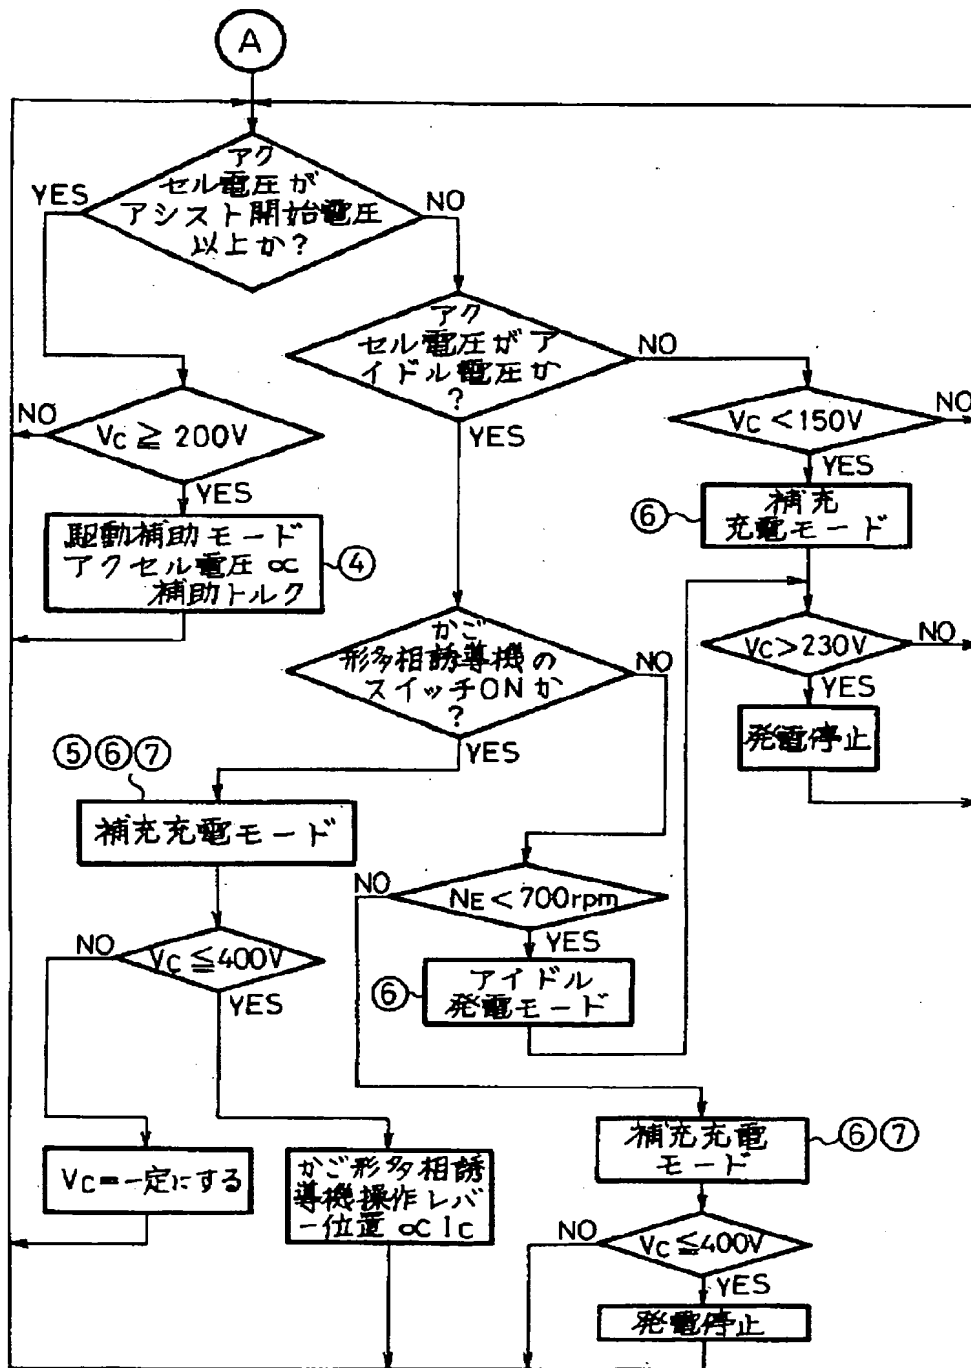 A
アク
セル電圧が
アシスト開始電圧
以上か?
YES
NO
アク
セル電圧がア
イドル電圧か
?
NO
YES
NO
VC ≧ 200V
YES
VC < 150V
NO
YES
駆動補助モード
アクセル電圧 ∝
補助トルク
④
⑥
補充
充電モード
VC > 230V
NO
YES
発電停止
かご
形多相誘導機の
スイッチONか
?
NO
YES
⑤⑥⑦
補充充電モード
NO
NE < 700rpm
YES
⑥
アイドル
発電モード
NO
VC ≦ 400V
YES
VC = 一定にする
かご形多相誘
導機操作レバ
ー位置 ∝ IC
補充充電
モード
⑥⑦
NO
VC ≦ 400V
YES
発電停止